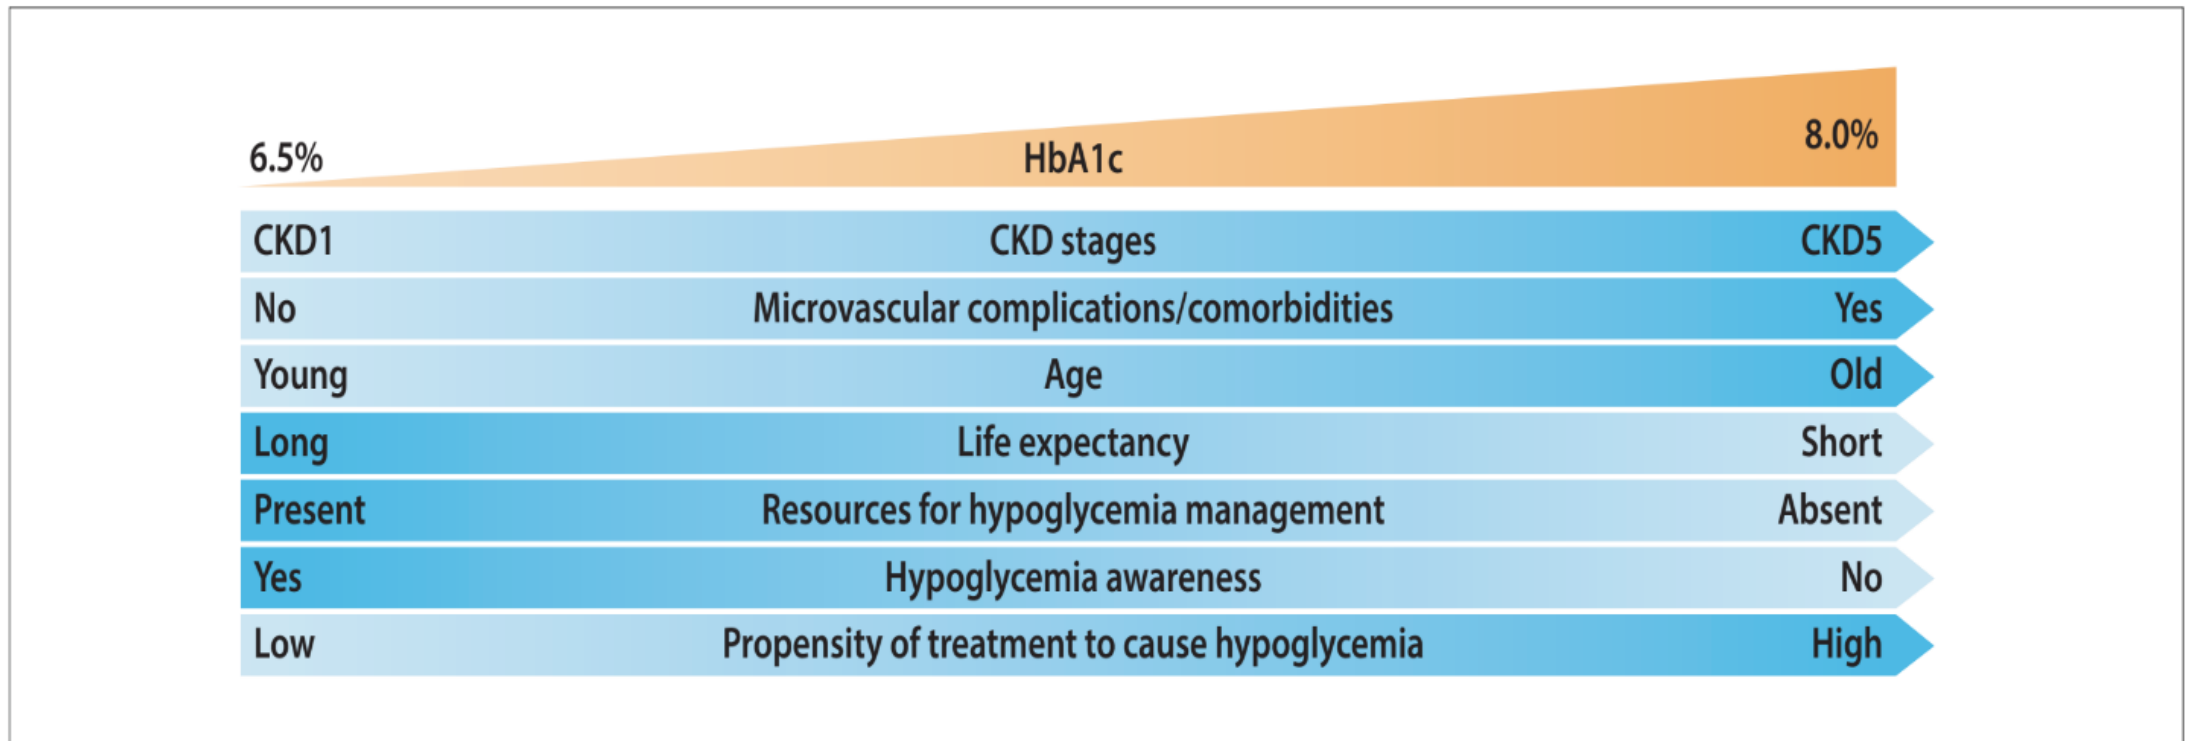 6.5% HbA1c 8.0%
CKD1 CKD stages CKD5
No Microvascular complications/comorbidities Yes
Young Age Old
Long Life expectancy Short
Present Resources for hypoglycemia management Absent
Yes Hypoglycemia awareness No
Low Propensity of treatment to cause hypoglycemia High